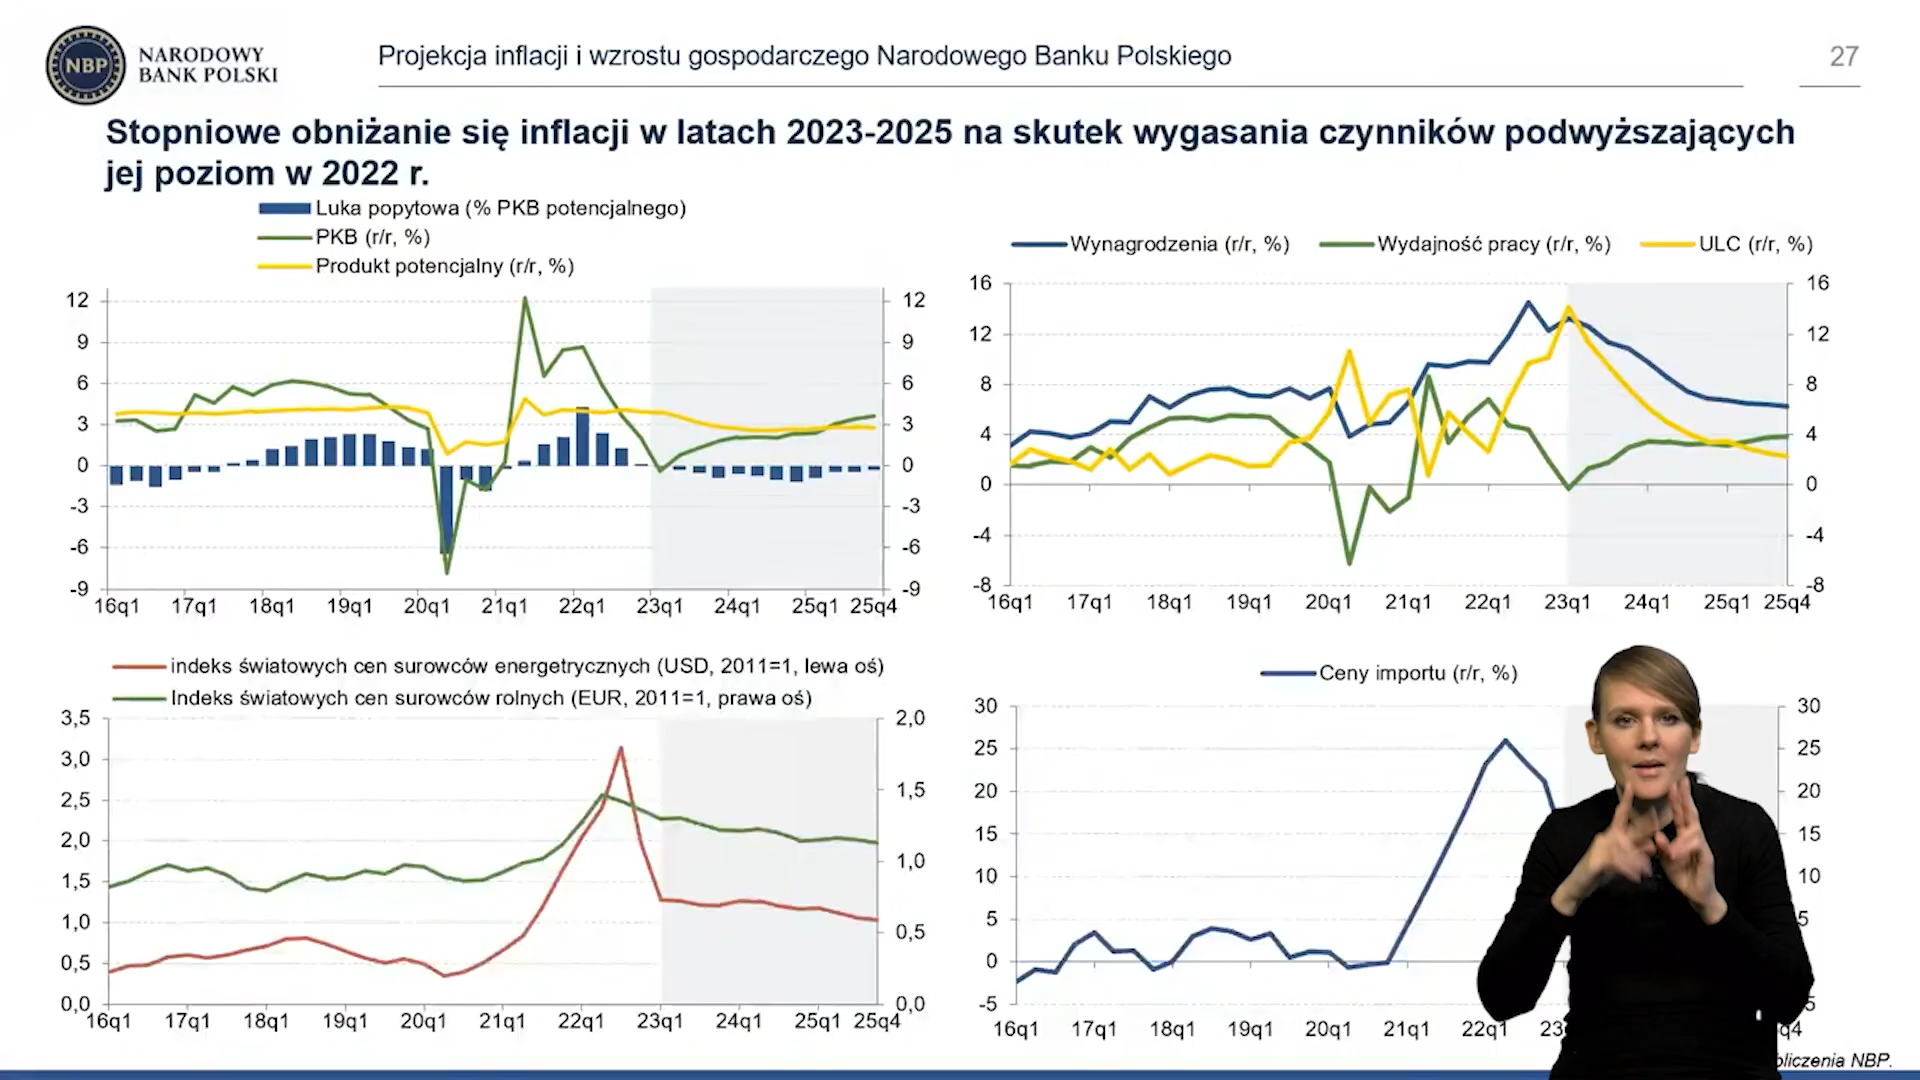 NBP
NARODOWY
BANK POLSKI
Projekcja inflacji i wzrostu gospodarczego Narodowego Banku Polskiego
27
Stopniowe obniżanie się inflacji w latach 2023-2025 na skutek wygasania czynników podwyższających
jej poziom w 2022 r.
Luka popytowa (% PKB potencjalnego)
PKB (r/r, %)
Produkt potencjalny (r/r, %)
12 12
9 9
6 6
3 3
0 0
-3 -3
-6 -6
-9 -9
16q1 17q1 18q1 19q1 20q1 21q1 22q1 23q1 24q1 25q1 25q4
Wynagrodzenia (r/r, %) Wydajność pracy (r/r, %) ULC (r/r, %)
16 16
12 12
8 8
4 4
0 0
-4 -4
-8 -8
16q1 17q1 18q1 19q1 20q1 21q1 22q1 23q1 24q1 25q1 25q4
indeks światowych cen surowców energetrycznych (USD, 2011=1, lewa oś)
Indeks światowych cen surowców rolnych (EUR, 2011=1, prawa oś)
3,5 2,0
3,0
2,5 1,5
2,0
1,5 1,0
1,0
0,5 0,5
0,0 0,0
16q1 17q1 18q1 19q1 20q1 21q1 22q1 23q1 24q1 25q1 25q4
Ceny importu (r/r, %)
30 30
25 25
20 20
15 15
10 10
5 5
0
-5 5
16q1 17q1 18q1 19q1 20q1 21q1 22q1 23 q4
NBP.